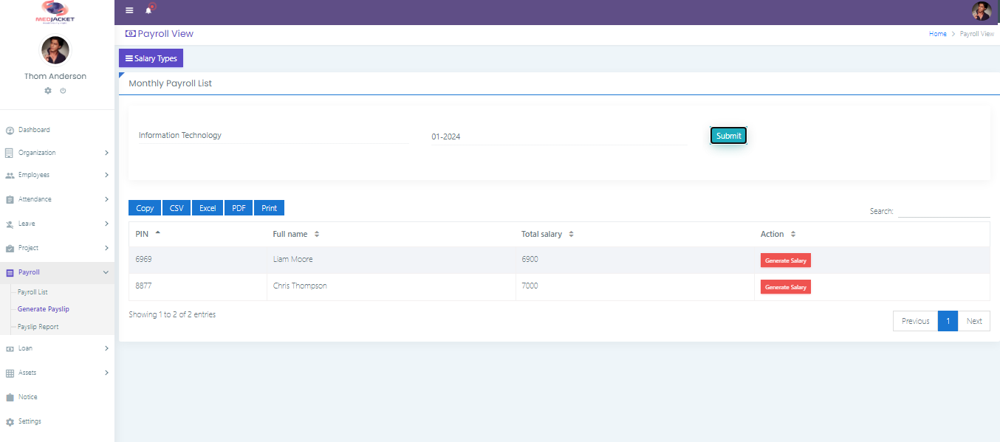 MEDJACKET
Thom Anderson
Dashboard
Organization
Employees
Attendance
Leave
Project
Payroll
Payroll List
Generate Payslip
Payslip Report
Loan
Assets
Notice
Settings
Payroll View
Home > Payroll View
Salary Types
Monthly Payroll List
Information Technology 01-2024 Submit
Copy CSV Excel PDF Print
Search:
PIN Full name Total salary Action
6969 Liam Moore 6900 Generate Salary
8877 Chris Thompson 7000 Generate Salary
Showing 1 to 2 of 2 entries
Previous 1 Next